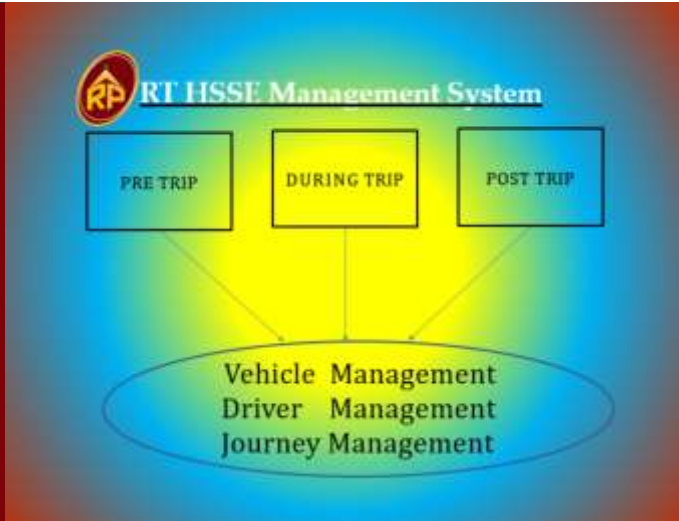 RP
RT HSSE Management System
PRE TRIP
DURING TRIP
POST TRIP
Vehicle Management
Driver Management
Journey Management